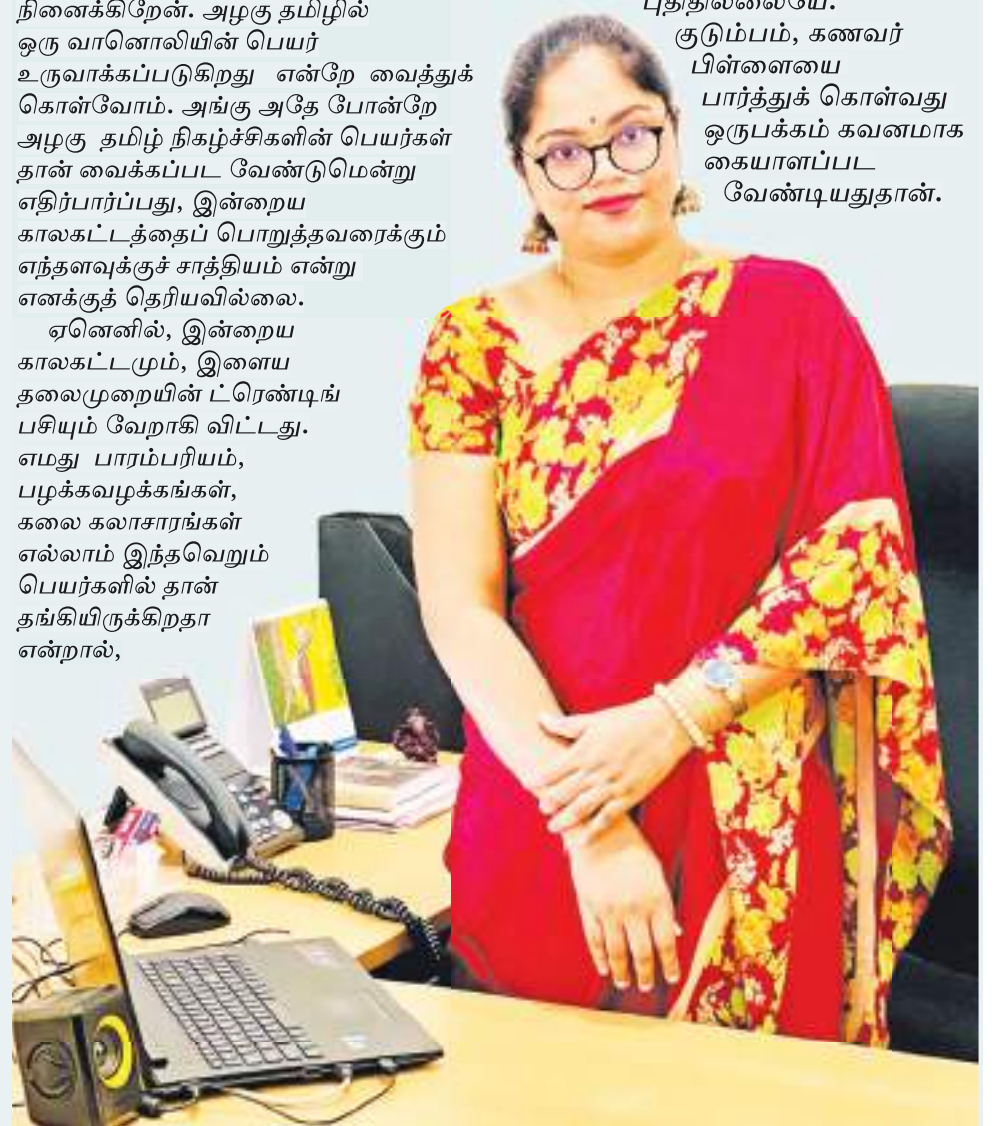 நினைக்கிறேன். அழகு தமிழில்
ஒரு வானொலியின் பெயர்
உருவாக்கப்படுகிறது என்றே வைத்துக்
கொள்வோம். அங்கு அதே போன்றே
அழகு தமிழ் நிகழ்ச்சிகளின் பெயர்கள்
தான் வைக்கப்பட வேண்டுமென்று
எதிர்பார்ப்பது, இன்றைய
காலகட்டத்தைப் பொறுத்தவரைக்கும்
எந்தளவுக்குச் சாத்தியம் என்று
எனக்குத் தெரியவில்லை.
ஏனெனில், இன்றைய
காலகட்டமும், இளைய
தலைமுறையின் ட்ரெண்டிங்
பசியும் வேறாகி விட்டது.
எமது பாரம்பரியம்,
பழக்கவழக்கங்கள்,
கலை கலாசாரங்கள்
எல்லாம் இந்தவெறும்
பெயர்களில் தான்
தங்கியிருக்கிறதா
என்றால்,
புதிதில்லையே.
குடும்பம், கணவர்
பிள்ளையை
பார்த்துக் கொள்வது
ஒருபக்கம் கவனமாக
கையாளப்பட
வேண்டியதுதான்.